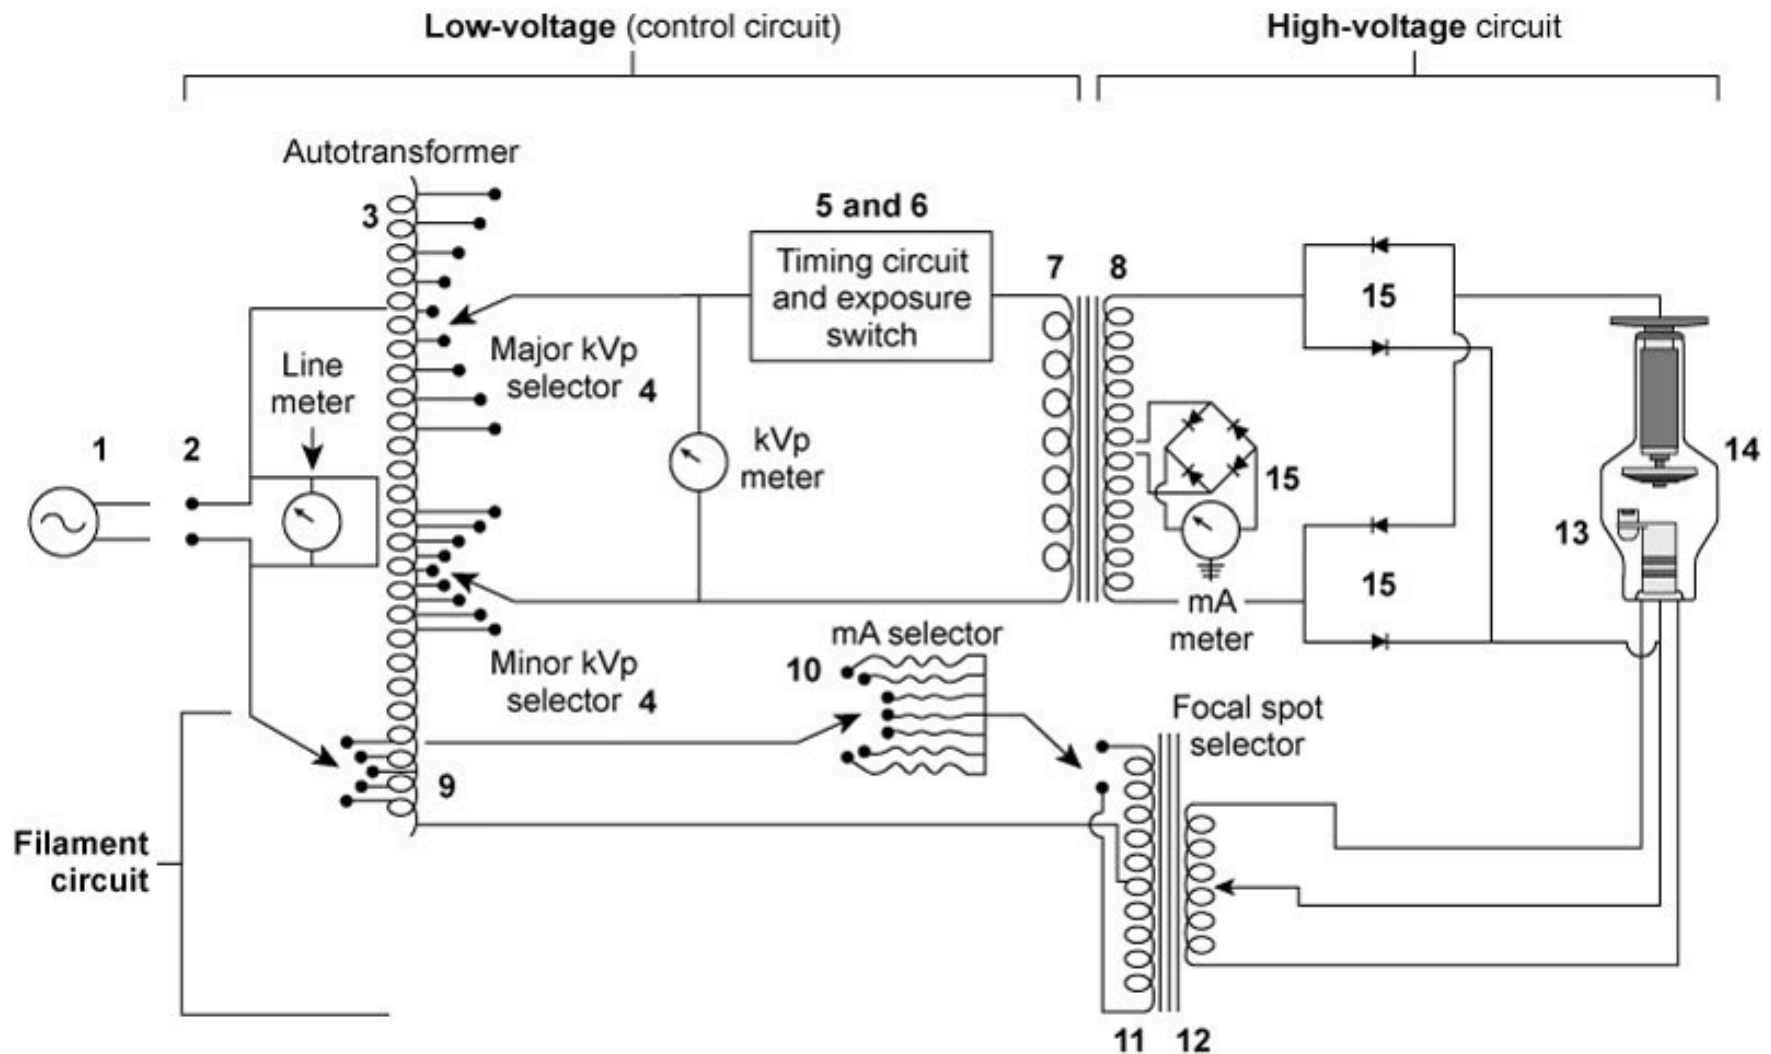 Low-voltage (control circuit)
High-voltage circuit
Autotransformer
3
5 and 6
Timing circuit
and exposure
switch
7
8
15
Major kVp
selector 4
Line
meter
1
2
kVp
meter
14
15
13
15
mA
meter
mA selector
10
Minor kVp
selector 4
Focal spot
selector
9
Filament
circuit
11
12